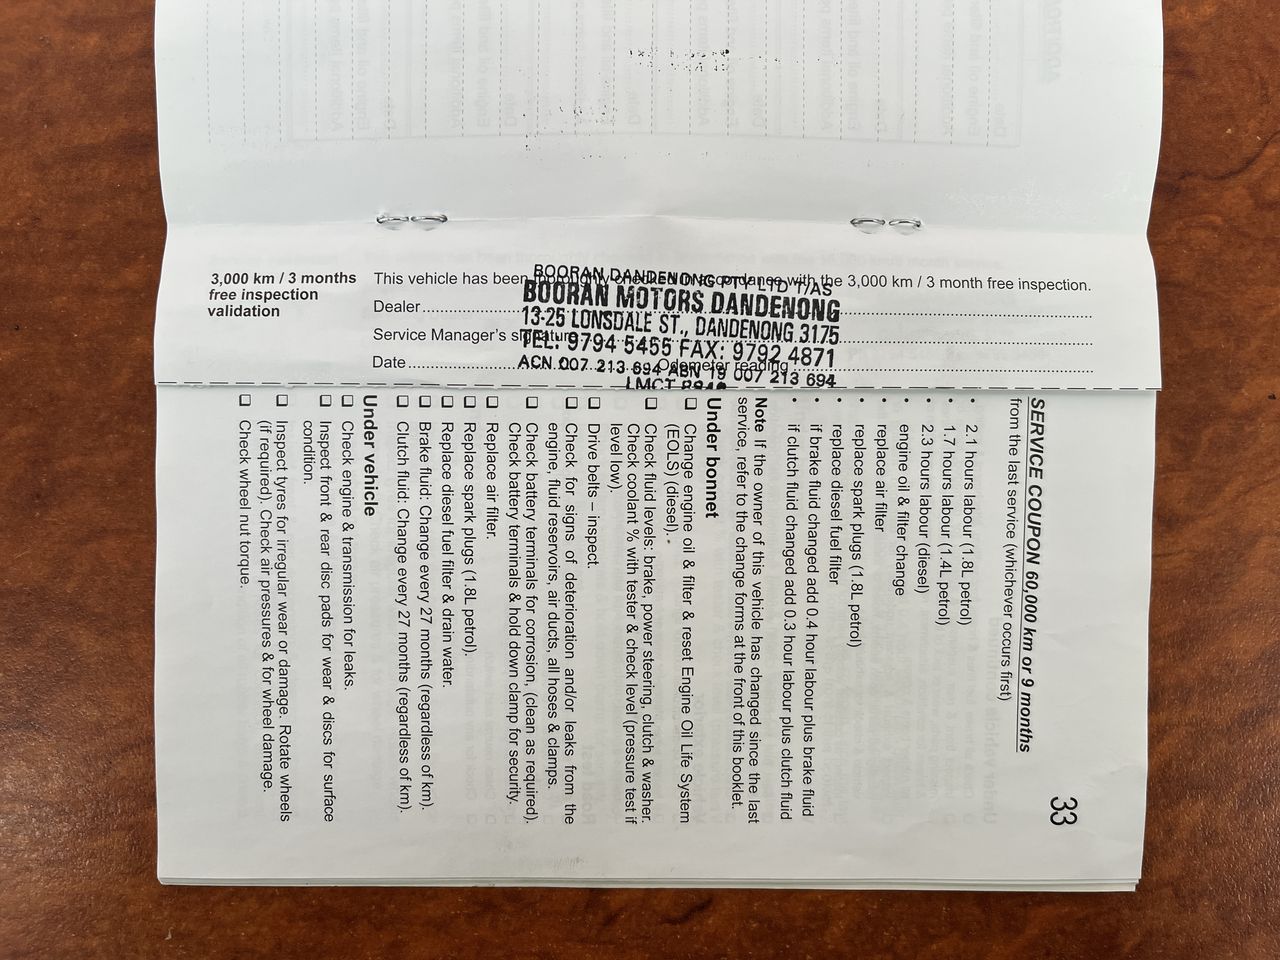 3,000 km / 3 months
free inspection
validation
This vehicle has been thoroughly checked in accordance with the 3,000 km / 3 month free inspection.
Dealer
Service Manager's signature
Date
Odometer reading
BOORAN DANDENONG PTY LTD T/AS
BOORAN MOTORS DANDENONG
13-25 LONSDALE ST., DANDENONG 3175
TEL: 9794 5455 FAX: 9792 4871
ACN 007 213 694 ABN 19 007 213 694
33
SERVICE COUPON 60,000 km or 9 months
from the last service (whichever occurs first)
• 2.1 hours labour (1.8L petrol)
• 1.7 hours labour (1.4L petrol)
• 2.3 hours labour (diesel)
• engine oil & filter change
• replace air filter
• replace spark plugs (1.8L petrol)
• replace diesel fuel filter
• if brake fluid changed add 0.4 hour labour plus brake fluid
• if clutch fluid changed add 0.3 hour labour plus clutch fluid
Note If the owner of this vehicle has changed since the last
service, refer to the change forms at the front of this booklet.
Under bonnet
❑ Change engine oil & filter & reset Engine Oil Life System
(EOLS) (diesel).
❑ Check fluid levels: brake, power steering, clutch & washer.
Check coolant % with tester & check level (pressure test if
level low).
❑ Drive belts – inspect.
❑ Check for signs of deterioration and/or leaks from the
engine, fluid reservoirs, air ducts, all hoses & clamps.
❑ Check battery terminals for corrosion, (clean as required).
Check battery terminals & hold down clamp for security.
❑ Replace air filter.
❑ Replace spark plugs (1.8L petrol).
❑ Replace diesel fuel filter & drain water.
❑ Brake fluid: Change every 27 months (regardless of km).
❑ Clutch fluid: Change every 27 months (regardless of km).
Under vehicle
❑ Check engine & transmission for leaks.
❑ Inspect front & rear disc pads for wear & discs for surface
condition.
❑ Inspect tyres for irregular wear or damage. Rotate wheels
(if required). Check air pressures & for wheel damage.
❑ Check wheel nut torque.